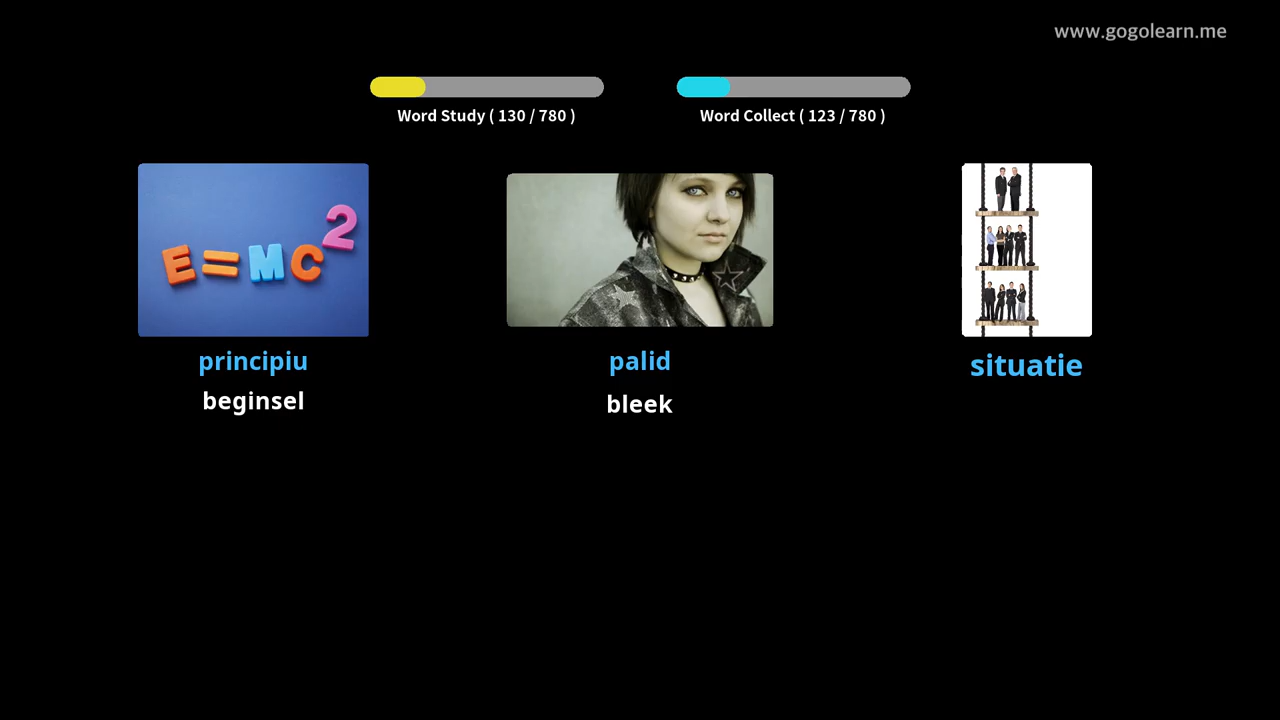 www.gogolearn.me
Word Study ( 130 / 780 )
Word Collect ( 123 / 780 )
E=MC2
principiu
palid
situatie
beginsel
bleek